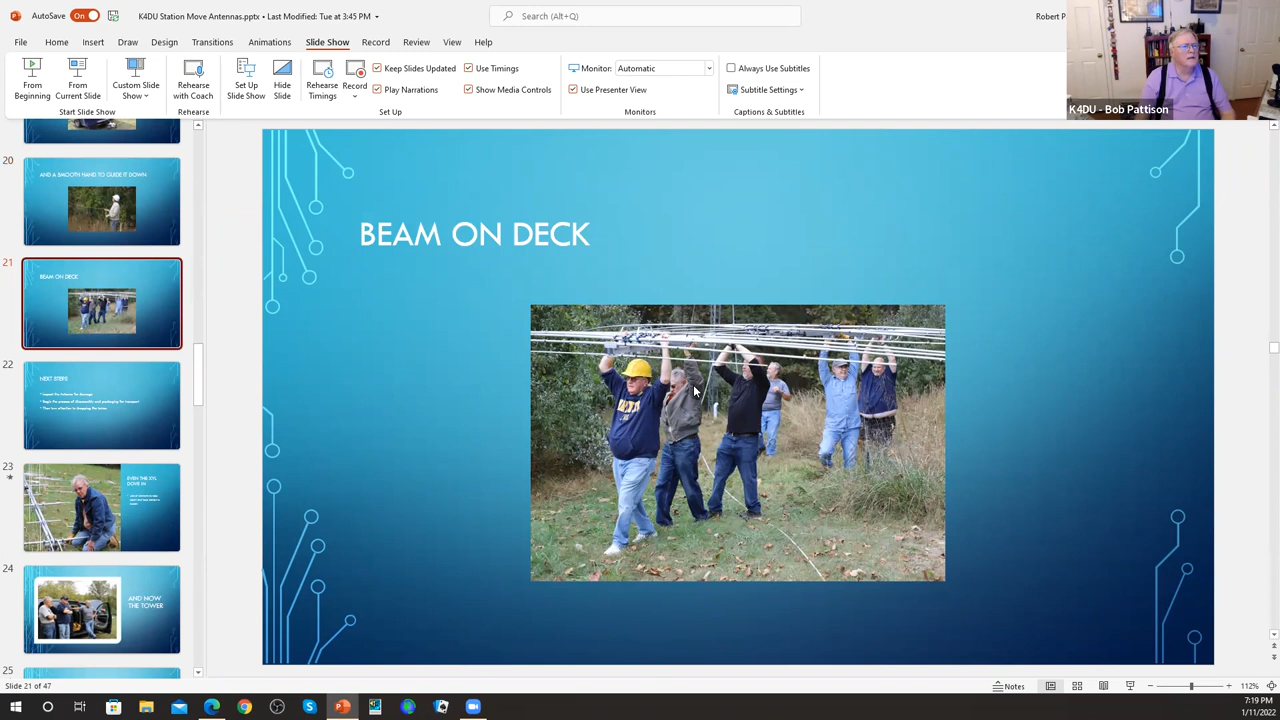 AutoSave On K4DU Station Move Antennas.pptx • Last Modified: Tue at 3:45 PM Search (Alt+Q) Robert P
File Home Insert Draw Design Transitions Animations Slide Show Record Review View Help
From Beginning
From Current Slide
Custom Slide Show
Start Slide Show
Rehearse with Coach
Rehearse
Set Up Slide Show
Hide Slide
Rehearse Timings
Record
Keep Slides Updated
Use Timings
Play Narrations
Show Media Controls
Set Up
Monitor: Automatic
Use Presenter View
Monitors
Always Use Subtitles
Subtitle Settings
Captions & Subtitles
K4DU - Bob Pattison
20
AND A SMOOTH HAND TO GUIDE IT DOWN
21
BEAM ON DECK
22
NEXT STEPS
23
24
AND NOW
THE TOWER
25
BEAM ON DECK
Slide 21 of 47
Notes
112%
7:19 PM
1/11/2022